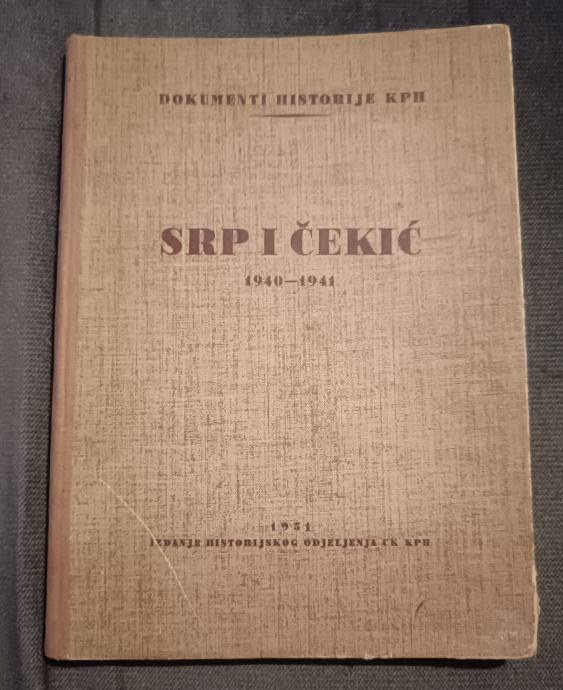 DOKUMENTI HISTORIJE KPH
SRP I ČEKIĆ
1940—1941
1951
IZDANJE HISTORIJSKOG ODJELJENJA CK KPH